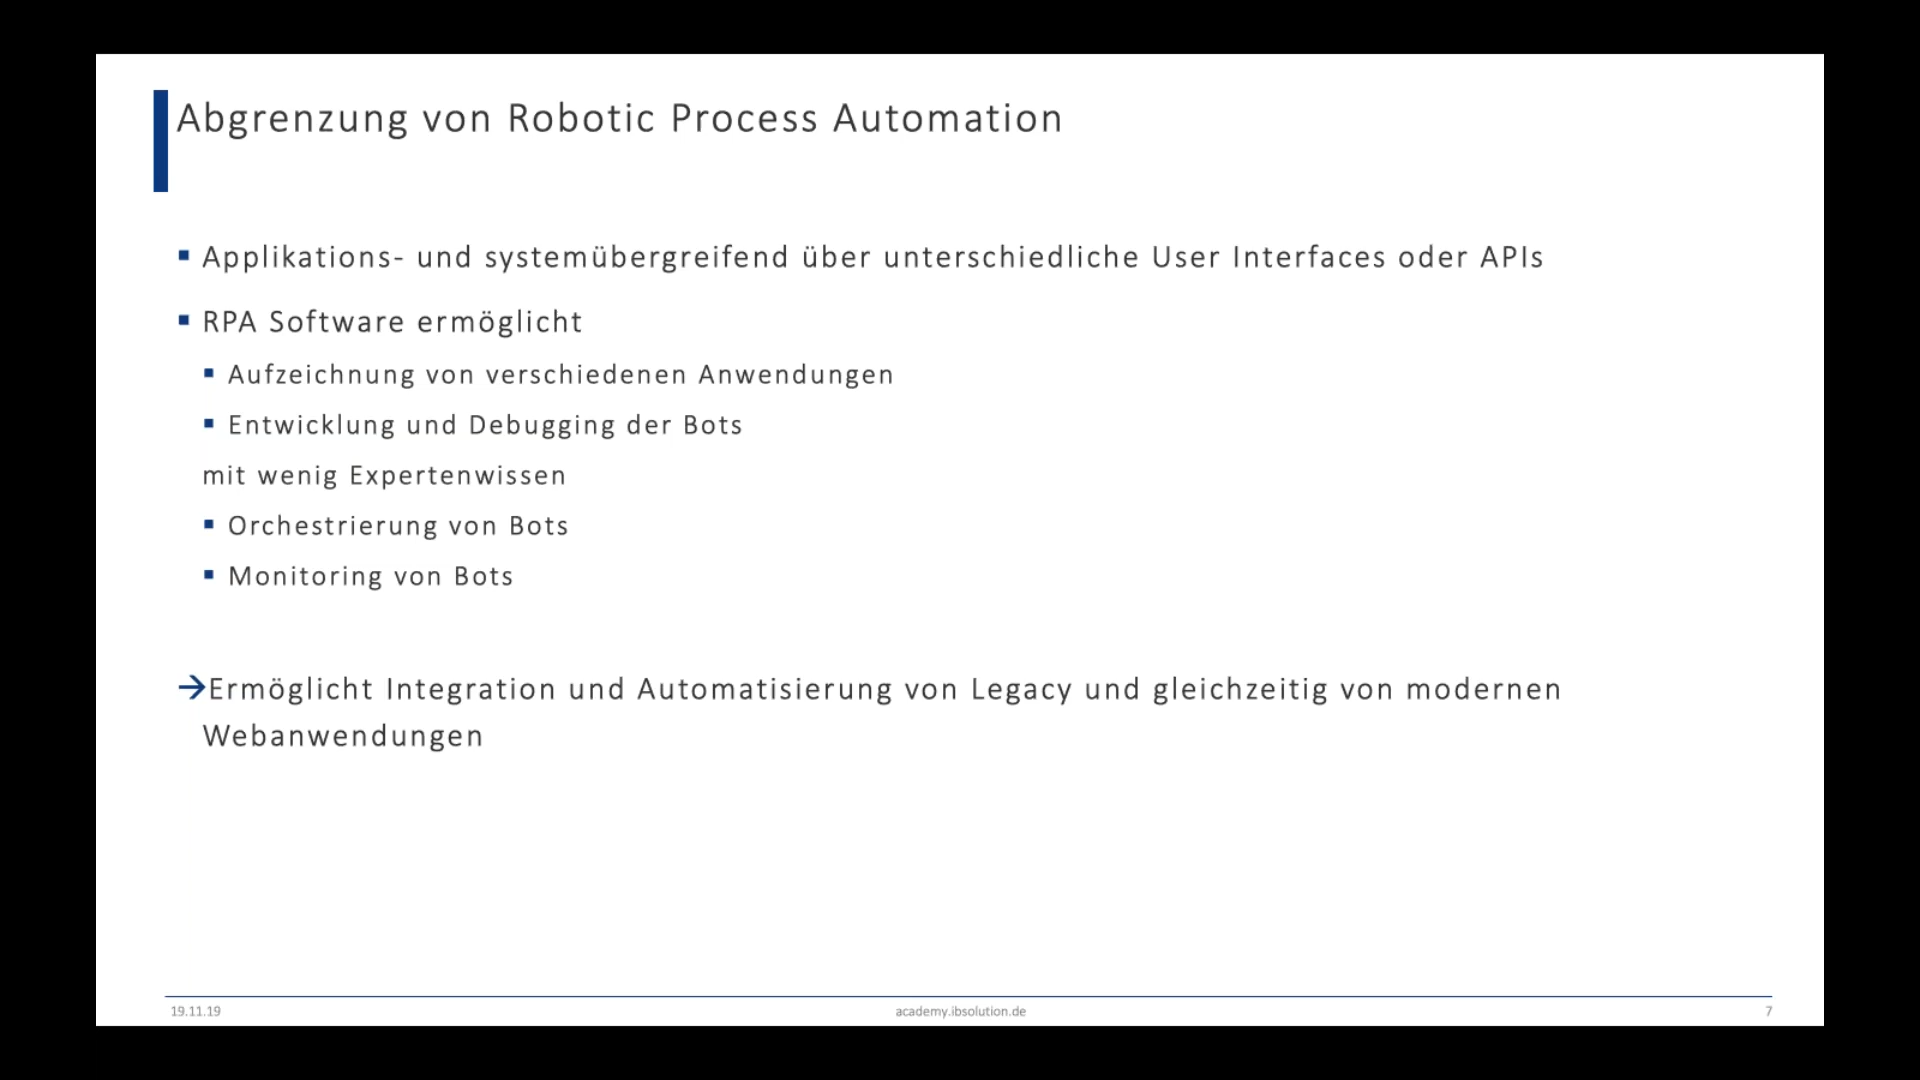 Abgrenzung von Robotic Process Automation
▪ Applikations- und systemübergreifend über unterschiedliche User Interfaces oder APIs
▪ RPA Software ermöglicht
▪ Aufzeichnung von verschiedenen Anwendungen
▪ Entwicklung und Debugging der Bots
mit wenig Expertenwissen
▪ Orchestrierung von Bots
▪ Monitoring von Bots
→Ermöglicht Integration und Automatisierung von Legacy und gleichzeitig von modernen
Webanwendungen
19.11.19
academy.ibsolution.de
7